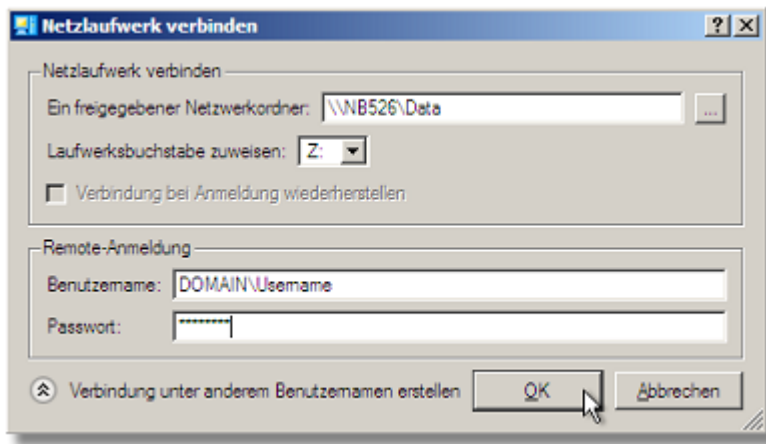 Netzlaufwerk verbinden
Netzlaufwerk verbinden
Ein freigegebener Netzwerkordner: \\NB526\Data ...
Laufwerksbuchstabe zuweisen: Z:
Verbindung bei Anmeldung wiederherstellen
Remote-Anmeldung
Benutzername: DOMAIN\Username
Passwort: ********
Verbindung unter anderem Benutzernamen erstellen OK Abbrechen